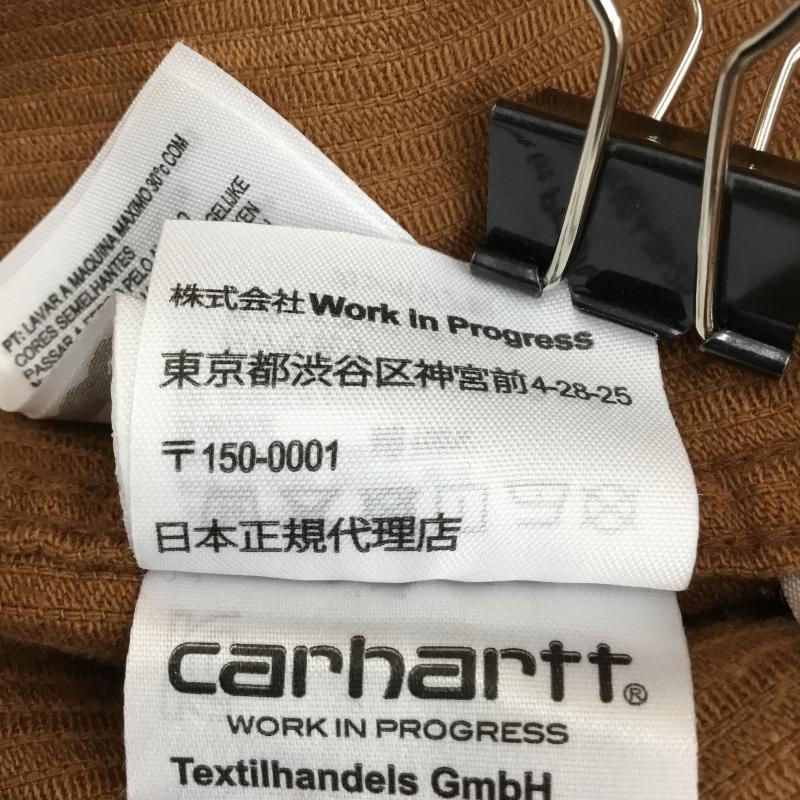 PT: LAVAR A MAQUINA MAXIMO 30°c COM
CORES SEMELHANTES
PASSAR A
PELO
株式会社Work in Progress
東京都渋谷区神宮前4-28-25
〒150-0001
日本正規代理店
carhartt®
WORK IN PROGRESS
Textilhandels GmbH